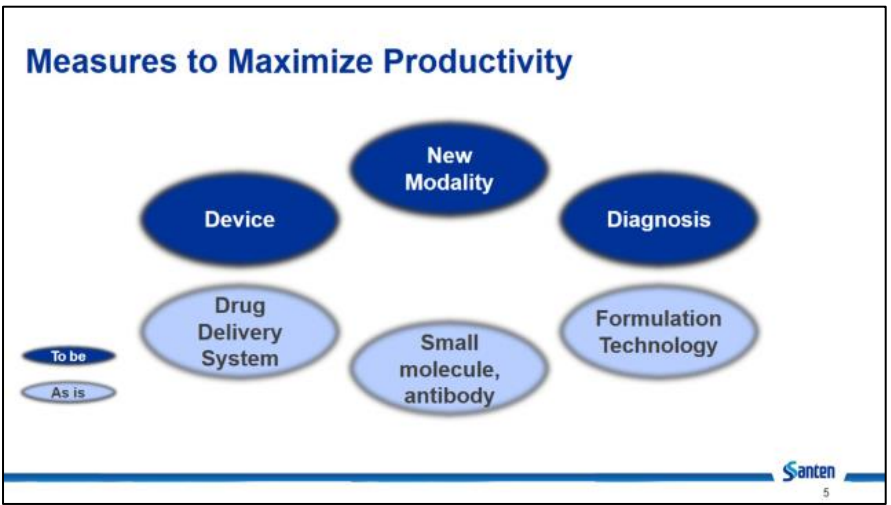 Measures to Maximize Productivity
New
Modality
Device
Diagnosis
Drug
Delivery
System
Small
molecule,
antibody
Formulation
Technology
To be
As is
Santen
5